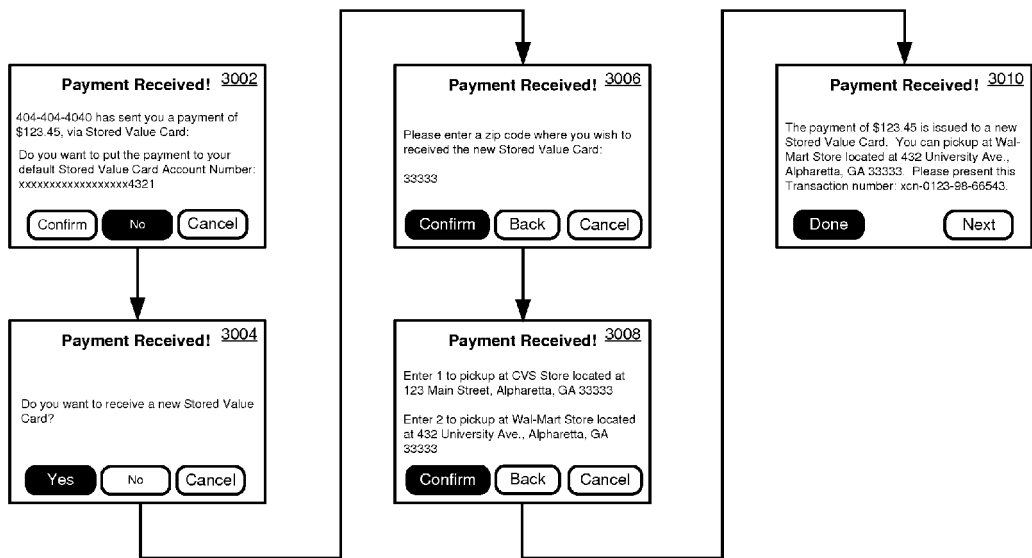 Payment Received! 3002
404-404-4040 has sent you a payment of
$123.45, via Stored Value Card:
Do you want to put the payment to your
default Stored Value Card Account Number:
xxxxxxxxxxxxxxxxxx4321
Confirm No Cancel
Payment Received! 3004
Do you want to receive a new Stored Value
Card?
Yes No Cancel
Payment Received! 3006
Please enter a zip code where you wish to
received the new Stored Value Card:
33333
Confirm Back Cancel
Payment Received! 3008
Enter 1 to pickup at CVS Store located at
123 Main Street, Alpharetta, GA 33333
Enter 2 to pickup at Wal-Mart Store located
at 432 University Ave., Alpharetta, GA
33333
Confirm Back Cancel
Payment Received! 3010
The payment of $123.45 is issued to a new
Stored Value Card. You can pickup at Wal-
Mart Store located at 432 University Ave.,
Alpharetta, GA 33333. Please present this
Transaction number: xcn-0123-98-66543.
Done Next